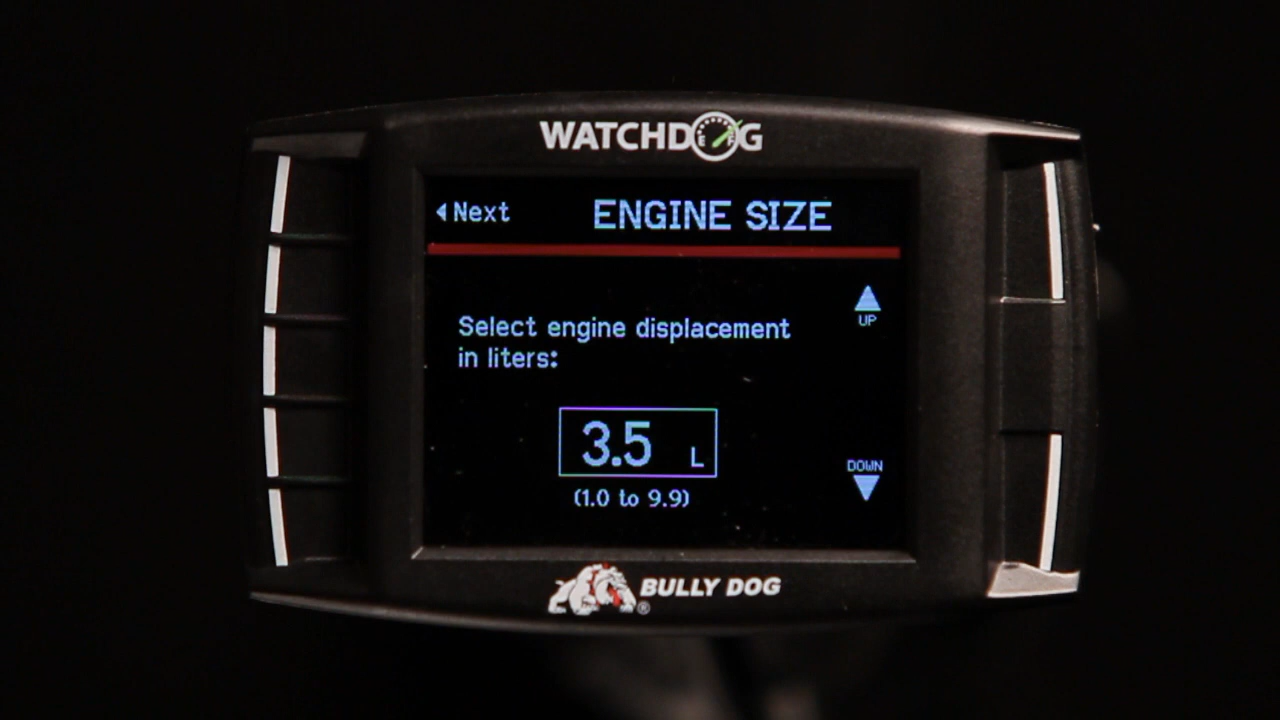 WATCHDOG
Next ENGINE SIZE
UP
Select engine displacement
in liters:
3.5 L
DOWN
(1.0 to 9.9)
BULLY DOG
®